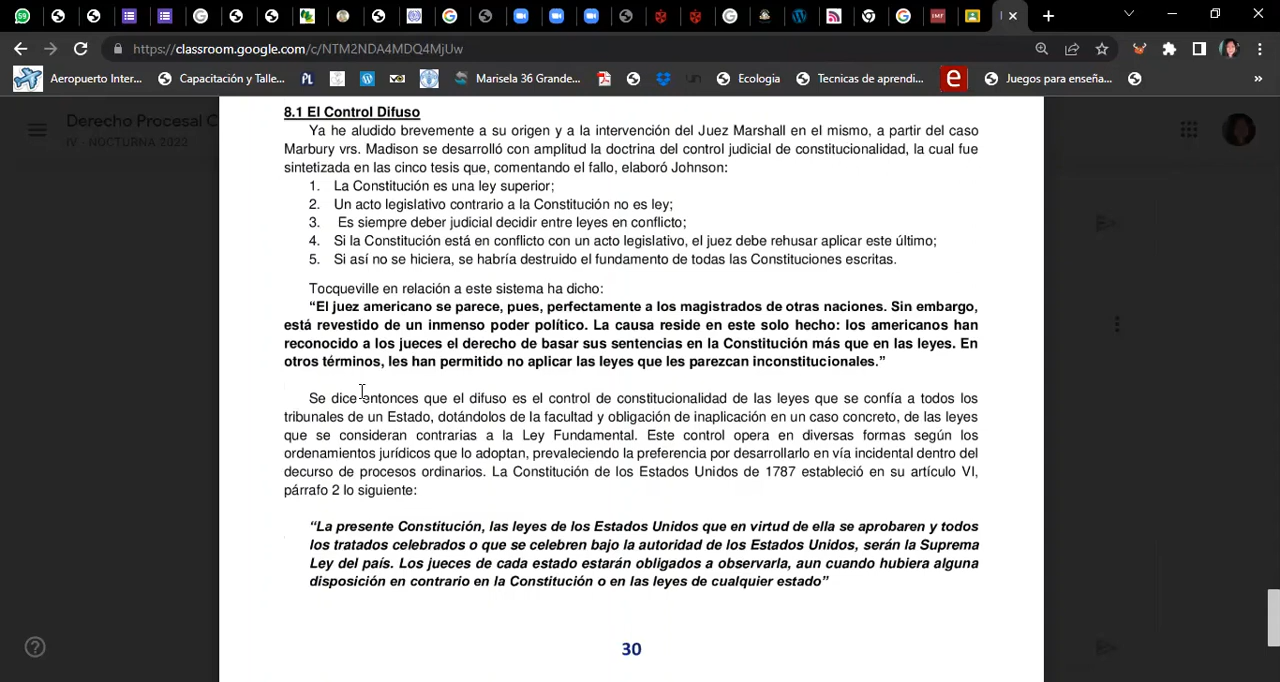 https://classroom.google.com/c/NTM2NDA4MDQ4MjUw
Aeropuerto Inter...
Capacitación y Talle...
Marisela 36 Grande...
Ecologia
Tecnicas de aprendi...
Juegos para enseña...
»
Derecho Procesal C
IV - NOCTURNA 2022
8.1 El Control Difuso
Ya he aludido brevemente a su origen y a la intervención del Juez Marshall en el mismo, a partir del caso
Marbury vrs. Madison se desarrolló con amplitud la doctrina del control judicial de constitucionalidad, la cual fue
sintetizada en las cinco tesis que, comentando el fallo, elaboró Johnson:
1. La Constitución es una ley superior;
2. Un acto legislativo contrario a la Constitución no es ley;
3. Es siempre deber judicial decidir entre leyes en conflicto;
4. Si la Constitución está en conflicto con un acto legislativo, el juez debe rehusar aplicar este último;
5. Si así no se hiciera, se habría destruido el fundamento de todas las Constituciones escritas.
Tocqueville en relación a este sistema ha dicho:
“El juez americano se parece, pues, perfectamente a los magistrados de otras naciones. Sin embargo,
está revestido de un inmenso poder político. La causa reside en este solo hecho: los americanos han
reconocido a los jueces el derecho de basar sus sentencias en la Constitución más que en las leyes. En
otros términos, les han permitido no aplicar las leyes que les parezcan inconstitucionales.”
Se dice entonces que el difuso es el control de constitucionalidad de las leyes que se confía a todos los
tribunales de un Estado, dotándolos de la facultad y obligación de inaplicación en un caso concreto, de las leyes
que se consideran contrarias a la Ley Fundamental. Este control opera en diversas formas según los
ordenamientos jurídicos que lo adoptan, prevaleciendo la preferencia por desarrollarlo en vía incidental dentro del
decurso de procesos ordinarios. La Constitución de los Estados Unidos de 1787 estableció en su artículo VI,
párrafo 2 lo siguiente:
“La presente Constitución, las leyes de los Estados Unidos que en virtud de ella se aprobaren y todos
los tratados celebrados o que se celebren bajo la autoridad de los Estados Unidos, serán la Suprema
Ley del país. Los jueces de cada estado estarán obligados a observarla, aun cuando hubiera alguna
disposición en contrario en la Constitución o en las leyes de cualquier estado”
30